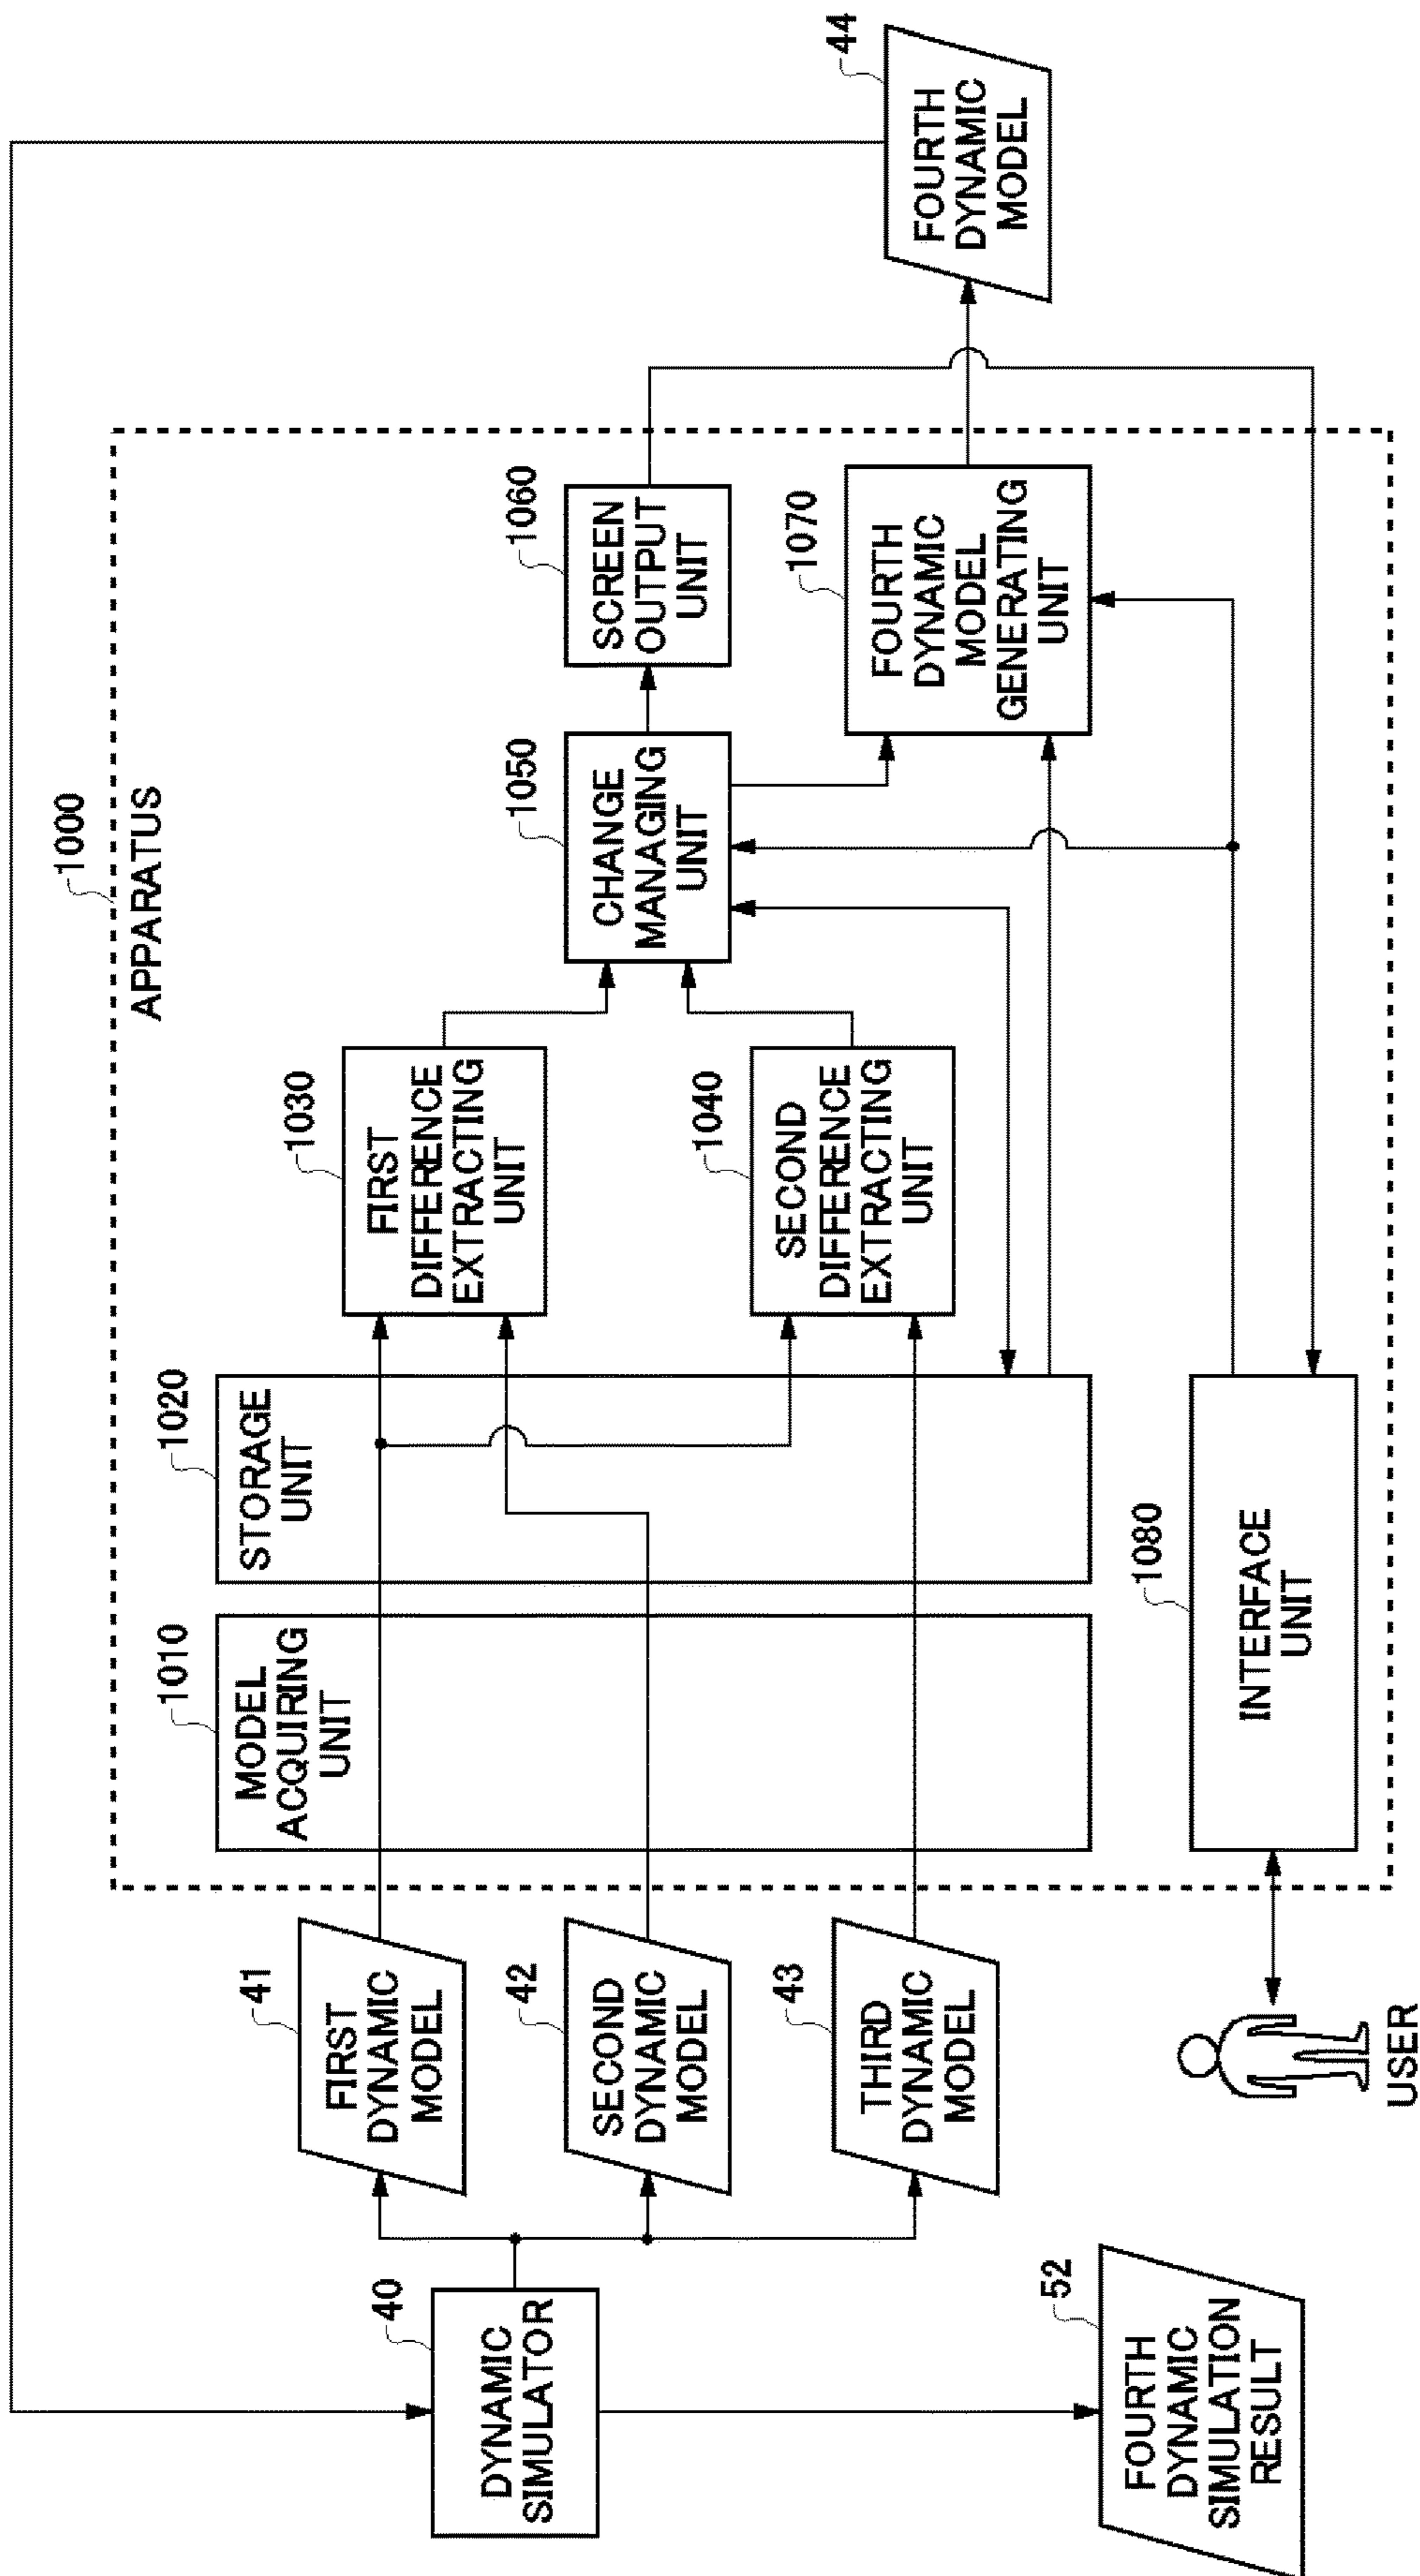 1000
APPARATUS
40
DYNAMIC
SIMULATOR
41
FIRST
DYNAMIC
MODEL
42
SECOND
DYNAMIC
MODEL
43
THIRD
DYNAMIC
MODEL
52
FOURTH
DYNAMIC
SIMULATION
RESULT
USER
1010
MODEL
ACQUIRING
UNIT
1020
STORAGE
UNIT
1080
INTERFACE
UNIT
1030
FIRST
DIFFERENCE
EXTRACTING
UNIT
1040
SECOND
DIFFERENCE
EXTRACTING
UNIT
1050
CHANGE
MANAGING
UNIT
1060
SCREEN
OUTPUT
UNIT
1070
FOURTH
DYNAMIC
MODEL
GENERATING
UNIT
44
FOURTH
DYNAMIC
MODEL